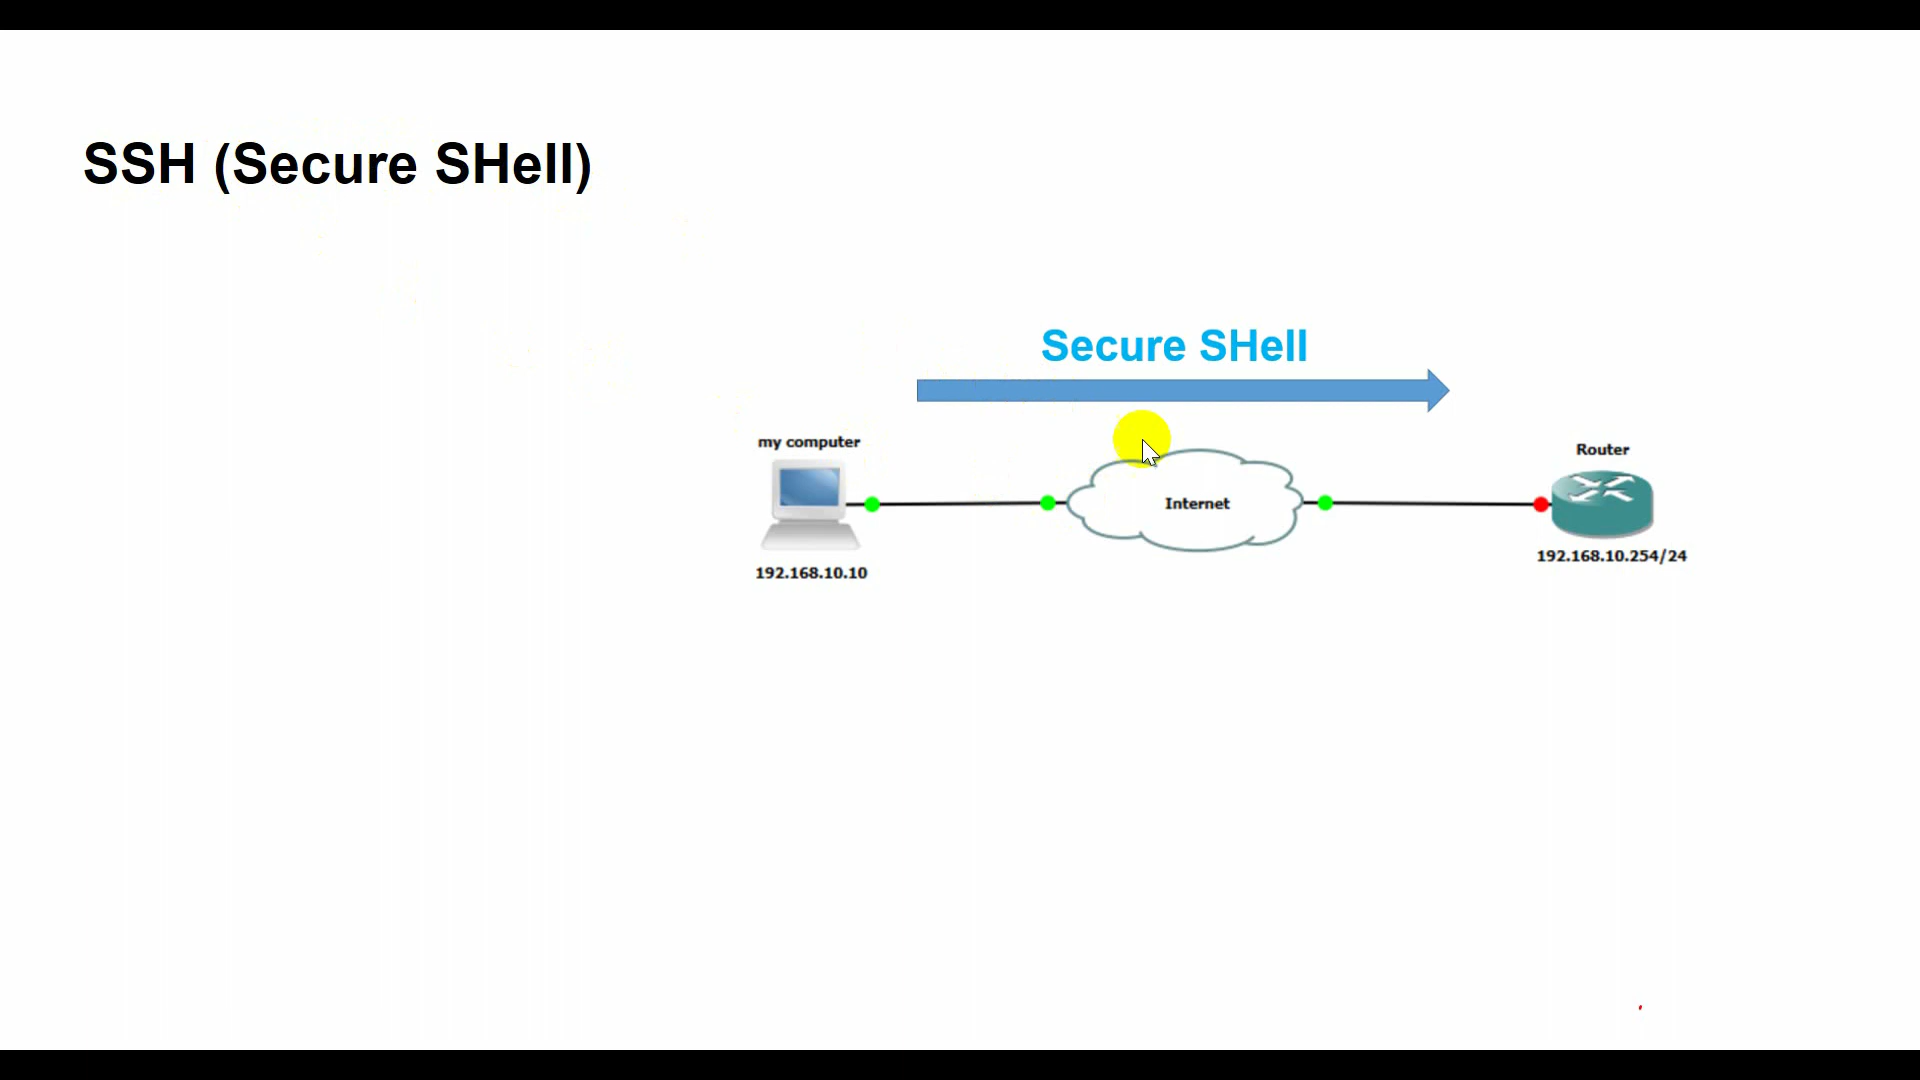 SSH (Secure SHell)
Secure SHell
my computer
Router
Internet
192.168.10.254/24
192.168.10.10